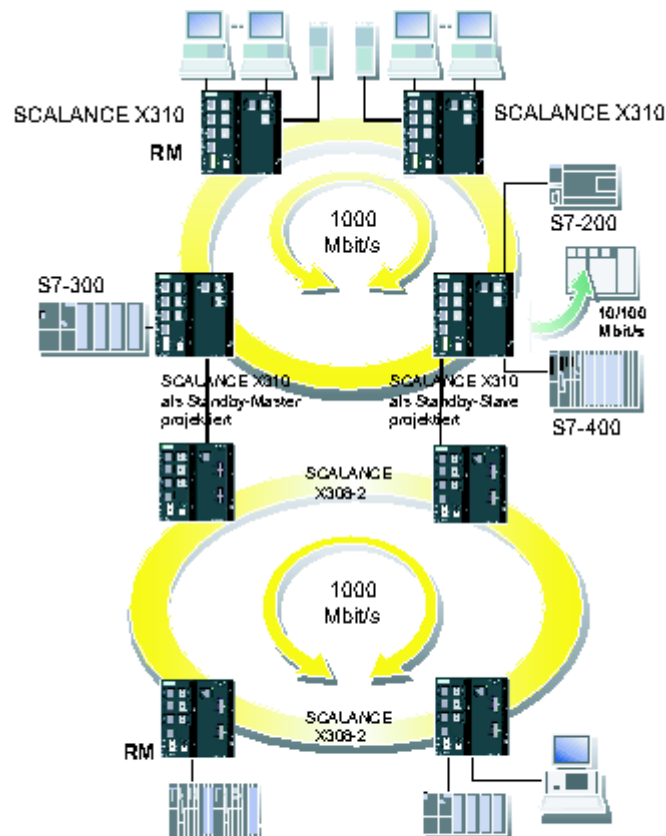 SCALANCE X310
SCALANCE X310
RM
1000
Mbit/s
S7-200
S7-300
10/100
Mbit/s
SCALANCE X310
als Standby-Master
projektiert
SCALANCE X310
als Standby-Slave
projektiert
S7-400
SCALANCE
X308-2
1000
Mbit/s
SCALANCE
X308-2
RM